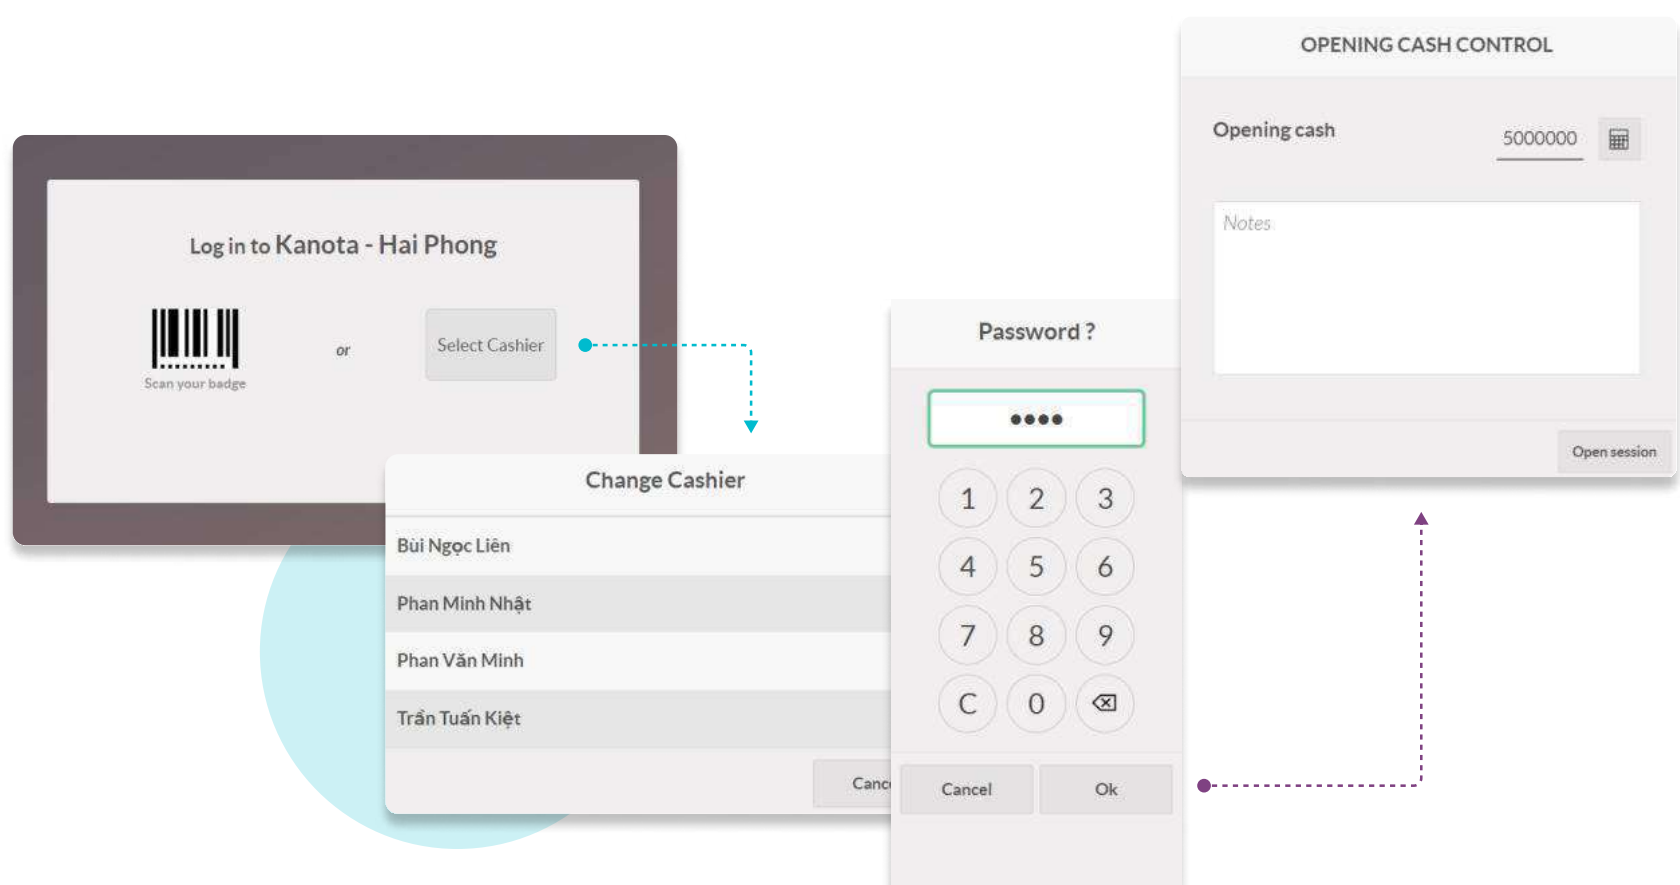 Log in to Kanota - Hai Phong
Scan your badge
or
Select Cashier
Change Cashier
Bùi Ngọc Liên
Phan Minh Nhật
Phan Văn Minh
Trần Tuấn Kiệt
Password ?
1 2 3
4 5 6
7 8 9
C 0
Cancel Ok
OPENING CASH CONTROL
Opening cash 5000000
Notes
Open session